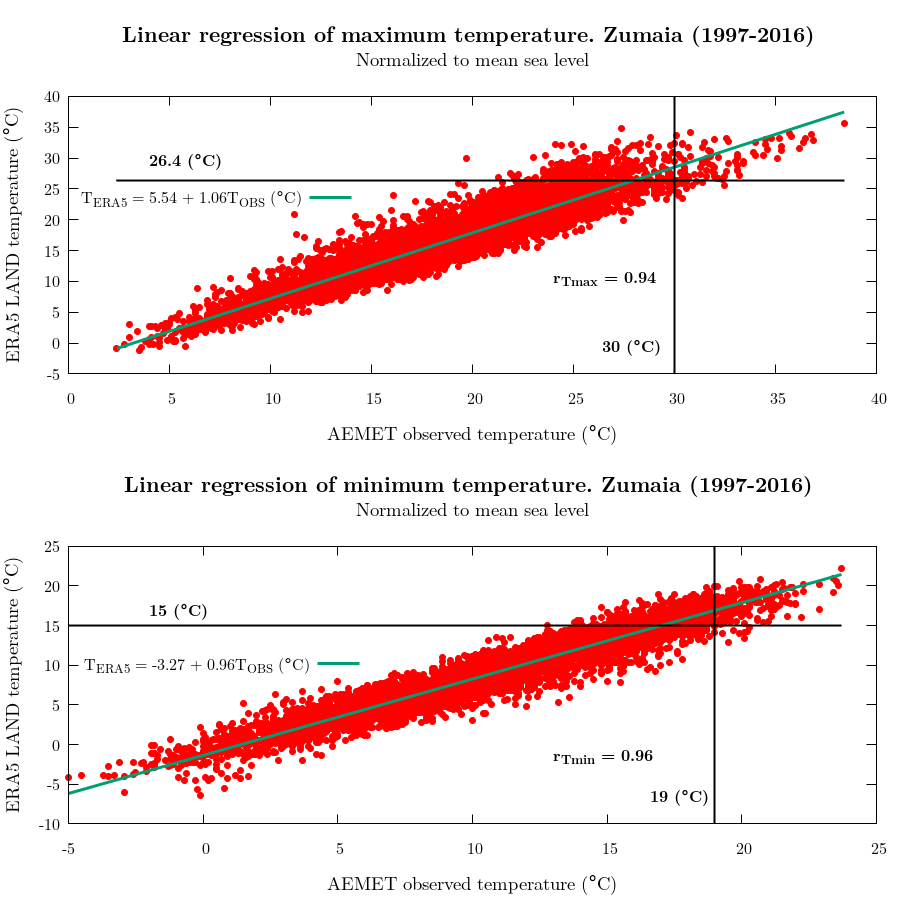 Linear regression of maximum temperature. Zumaia (1997-2016)
Normalized to mean sea level
ERA5 LAND temperature (°C)
40
35
30
25
20
15
10
5
0
-5
26.4 (°C)
T_ERA5 = 5.54 + 1.06T_OBS (°C)
r_Tmax = 0.94
30 (°C)
0 5 10 15 20 25 30 35 40
AEMET observed temperature (°C)
Linear regression of minimum temperature. Zumaia (1997-2016)
Normalized to mean sea level
ERA5 LAND temperature (°C)
25
20
15
10
5
0
-5
-10
15 (°C)
T_ERA5 = -3.27 + 0.96T_OBS (°C)
r_Tmin = 0.96
19 (°C)
-5 0 5 10 15 20 25
AEMET observed temperature (°C)